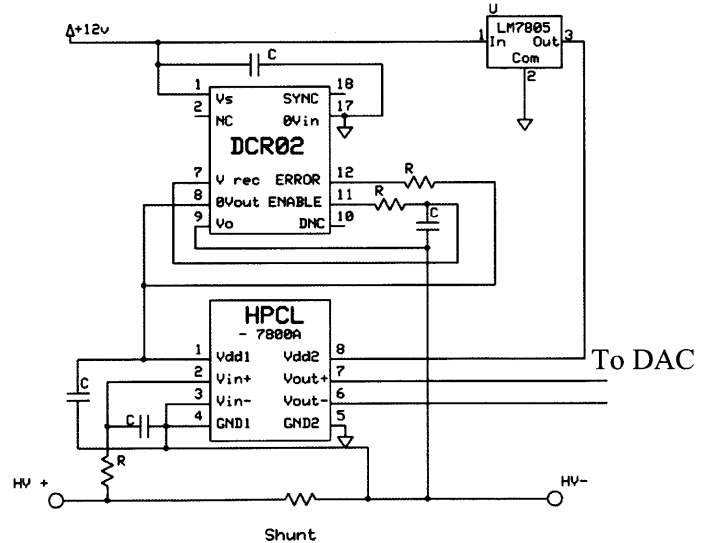 +12v
C
U
LM7805
1 In Out 3
Com
2
1 Vs SYNC 18
2 NC 0Vin 17
DCR02
7 V rec ERROR 12 R
8 0Vout ENABLE 11 R
9 Vo DNC 10 C
HPCL
- 7800A
1 Vdd1 Vdd2 8
To DAC
2 Vin+ Vout+ 7
C
3 Vin- Vout- 6
C 4 GND1 GND2 5
R
HV + HV-
Shunt